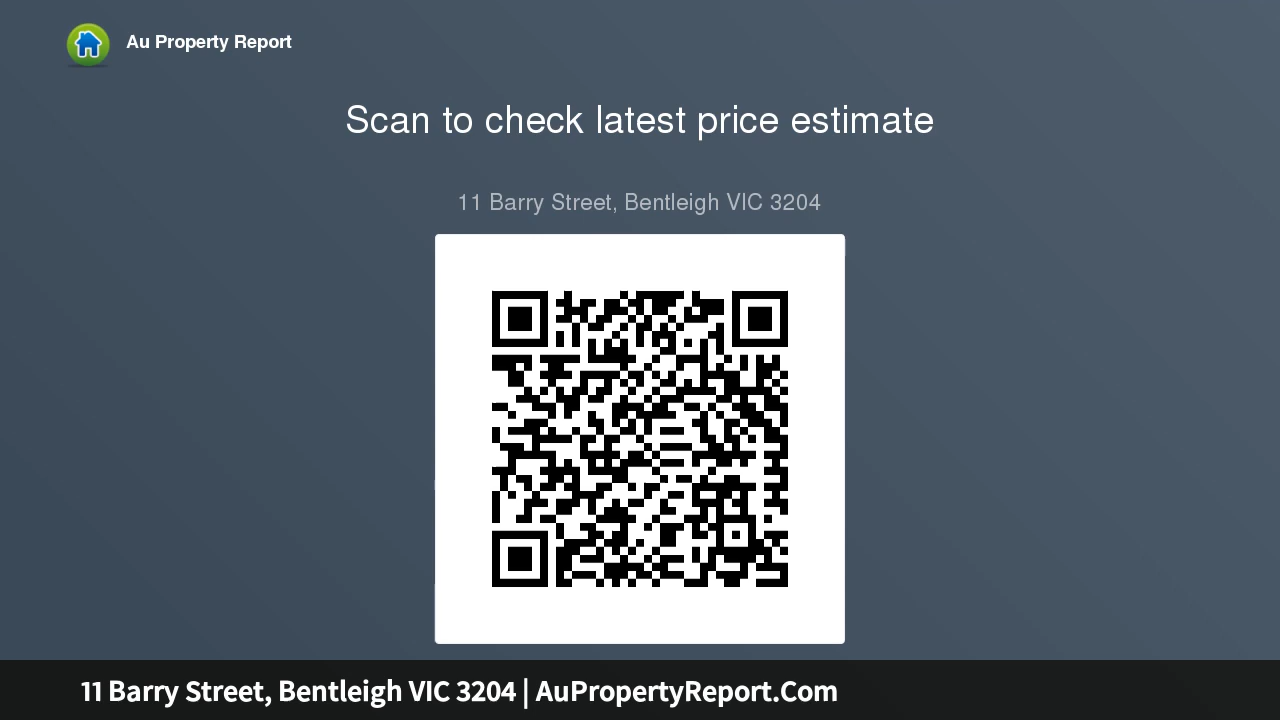 Au Property Report
Scan to check latest price estimate
11 Barry Street, Bentleigh VIC 3204
11 Barry Street, Bentleigh VIC 3204 | AuPropertyReport.Com